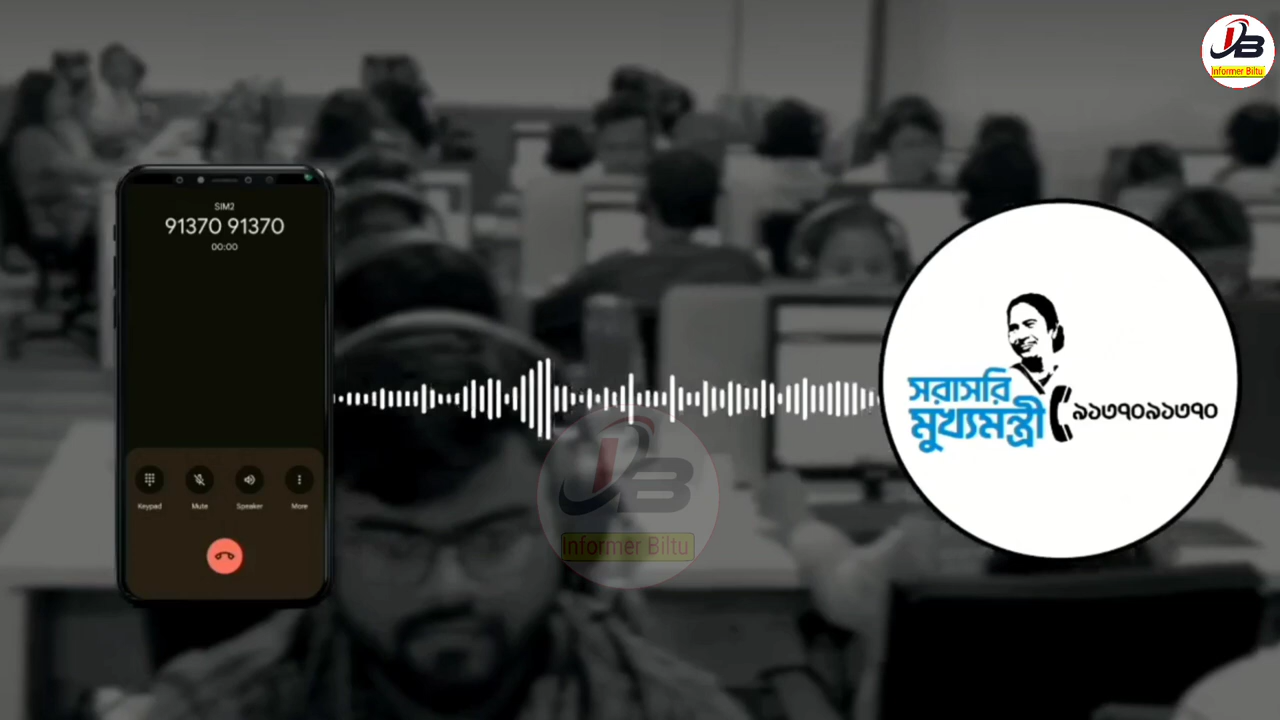 Informer Biltu
SIM2
91370 91370
00:00
Keypad Mute Speaker More
সরাসরি
মুখ্যমন্ত্রী
৯১৩৭০৯১৩৭০
Informer Biltu